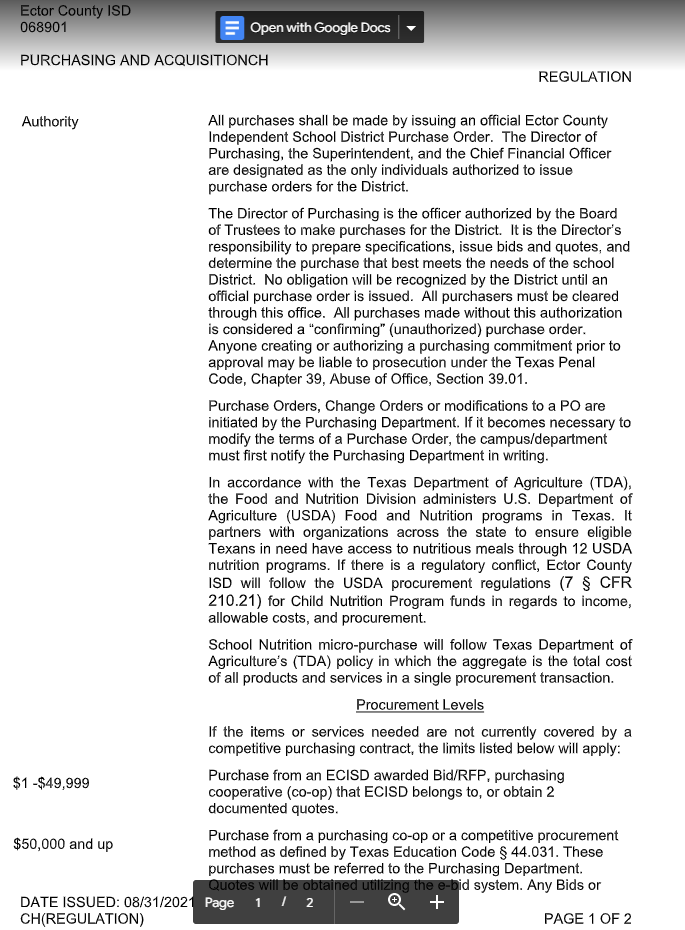 Ector County ISD
068901
Open with Google Docs
PURCHASING AND ACQUISITIONCH
REGULATION
Authority
All purchases shall be made by issuing an official Ector County
Independent School District Purchase Order. The Director of
Purchasing, the Superintendent, and the Chief Financial Officer
are designated as the only individuals authorized to issue
purchase orders for the District.
The Director of Purchasing is the officer authorized by the Board
of Trustees to make purchases for the District. It is the Director's
responsibility to prepare specifications, issue bids and quotes, and
determine the purchase that best meets the needs of the school
District. No obligation will be recognized by the District until an
official purchase order is issued. All purchasers must be cleared
through this office. All purchases made without this authorization
is considered a "confirming" (unauthorized) purchase order.
Anyone creating or authorizing a purchasing commitment prior to
approval may be liable to prosecution under the Texas Penal
Code, Chapter 39, Abuse of Office, Section 39.01.
Purchase Orders, Change Orders or modifications to a PO are
initiated by the Purchasing Department. If it becomes necessary to
modify the terms of a Purchase Order, the campus/department
must first notify the Purchasing Department in writing.
In accordance with the Texas Department of Agriculture (TDA),
the Food and Nutrition Division administers U.S. Department of
Agriculture (USDA) Food and Nutrition programs in Texas. It
partners with organizations across the state to ensure eligible
Texans in need have access to nutritious meals through 12 USDA
nutrition programs. If there is a regulatory conflict, Ector County
ISD will follow the USDA procurement regulations (7 § CFR
210.21) for Child Nutrition Program funds in regards to income,
allowable costs, and procurement.
School Nutrition micro-purchase will follow Texas Department of
Agriculture's (TDA) policy in which the aggregate is the total cost
of all products and services in a single procurement transaction.
Procurement Levels
If the items or services needed are not currently covered by a
competitive purchasing contract, the limits listed below will apply:
$1 -$49,999
Purchase from an ECISD awarded Bid/RFP, purchasing
cooperative (co-op) that ECISD belongs to, or obtain 2
documented quotes.
$50,000 and up
Purchase from a purchasing co-op or a competitive procurement
method as defined by Texas Education Code § 44.031. These
purchases must be referred to the Purchasing Department.
Quotes will be obtained utilizing the e-bid system. Any Bids or
DATE ISSUED: 08/31/2021
Page 1 / 2
CH(REGULATION)
PAGE 1 OF 2